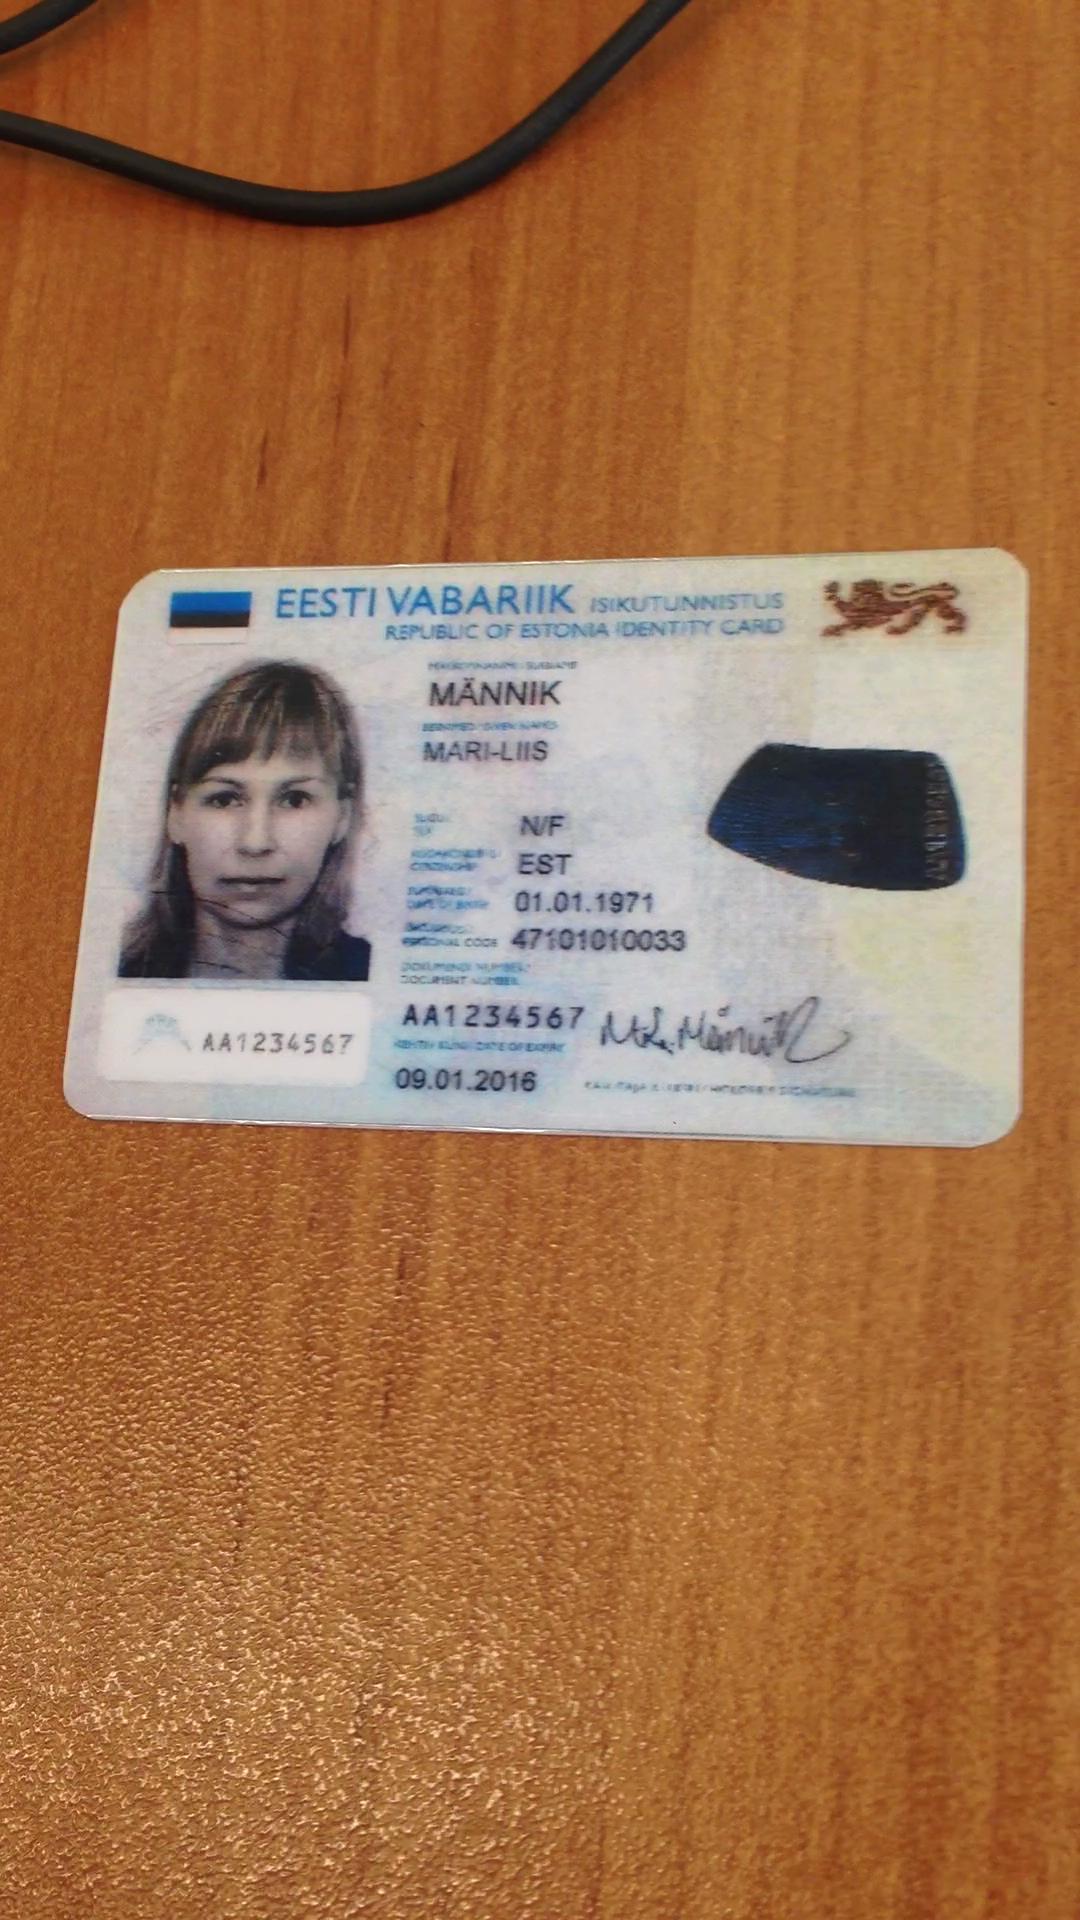 EESTI VABARIIK ISIKUTUNNISTUS
REPUBLIC OF ESTONIA IDENTITY CARD
PEREKONNANIMI / SURNAME
MÄNNIK
EESNIMED / GIVEN NAMES
MARI-LIIS
SUGU /
SEX
N/F
KODAKONDSUS /
CITIZENSHIP
EST
SÜNNIAEG /
DATE OF BIRTH
01.01.1971
ISIKUKOOD /
PERSONAL CODE
47101010033
DOKUMENDI NUMBER /
DOCUMENT NUMBER
AA1234567
AA1234567
KEHTIV KUNI / DATE OF EXPIRY
09.01.2016
M.L. Männik
KASUTAJA ALLKIRI / HOLDER'S SIGNATURE